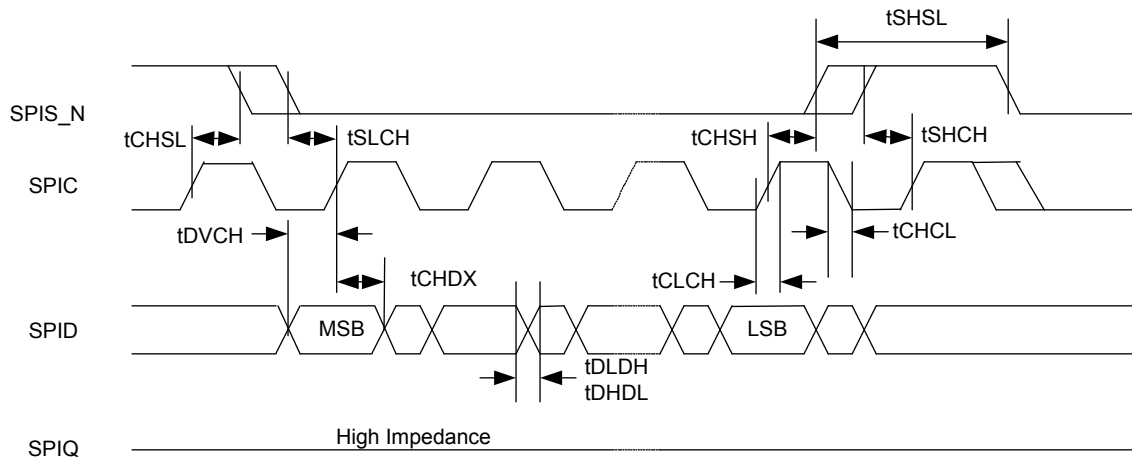 tSHSL
SPIS_N
tCHSL
tSLCH
tCHSH
tSHCH
SPIC
tDVCH
tCHCL
tCHDX
tCLCH
SPID
MSB
LSB
tDLDH
tDHDL
SPIQ
High Impedance